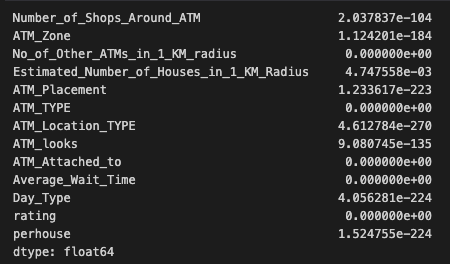 Number_of_Shops_Around_ATM 2.037837e-104
ATM_Zone 1.124201e-184
No_of_Other_ATMs_in_1_KM_radius 0.000000e+00
Estimated_Number_of_Houses_in_1_KM_Radius 4.747558e-03
ATM_Placement 1.233617e-223
ATM_TYPE 0.000000e+00
ATM_Location_TYPE 4.612784e-270
ATM_looks 9.080745e-135
ATM_Attached_to 0.000000e+00
Average_Wait_Time 0.000000e+00
Day_Type 4.056281e-224
rating 0.000000e+00
perhouse 1.524755e-224
dtype: float64